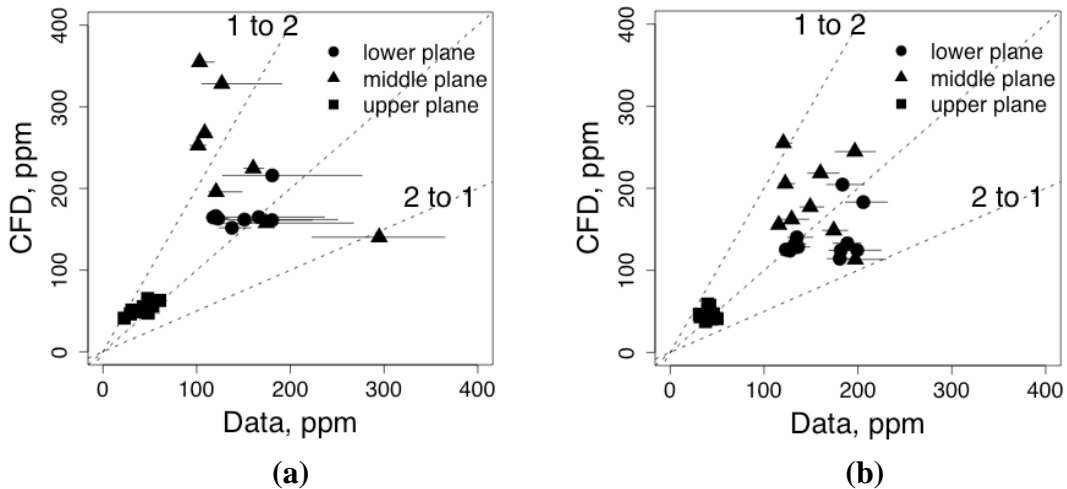 400
300
200
100
0
CFD, ppm
1 to 2
lower plane
middle plane
upper plane
2 to 1
0 100 200 300 400
Data, ppm
(a)
400
300
200
100
0
CFD, ppm
1 to 2
lower plane
middle plane
upper plane
2 to 1
0 100 200 300 400
Data, ppm
(b)